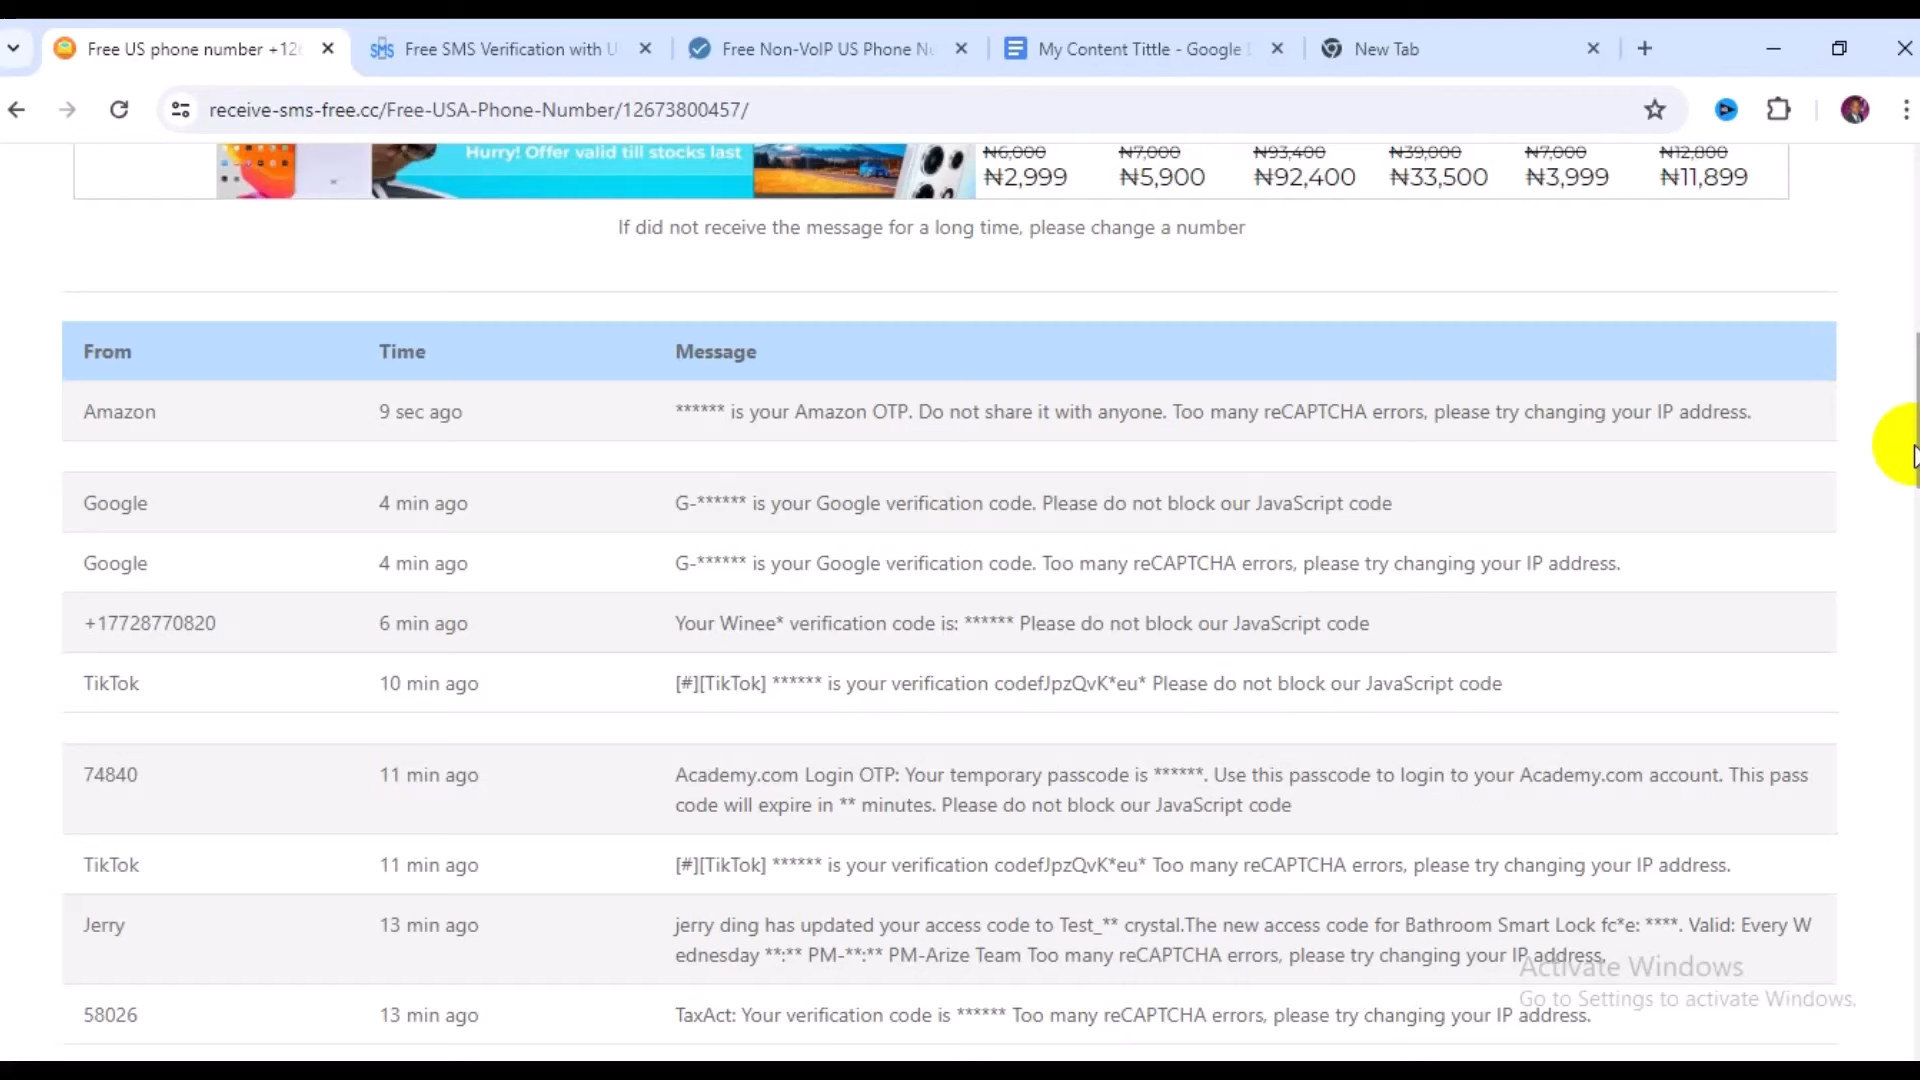 Free US phone number +12
Free SMS Verification with U
Free Non-VoIP US Phone Nu
My Content Tittle - Google D
New Tab
receive-sms-free.cc/Free-USA-Phone-Number/12673800457/
Hurry! Offer valid till stocks last
₦6,000 ₦7,000 ₦93,400 ₦39,000 ₦7,000 ₦12,800
₦2,999 ₦5,900 ₦92,400 ₦33,500 ₦3,999 ₦11,899
If did not receive the message for a long time, please change a number
From Time Message
Amazon 9 sec ago ****** is your Amazon OTP. Do not share it with anyone. Too many reCAPTCHA errors, please try changing your IP address.
Google 4 min ago G-****** is your Google verification code. Please do not block our JavaScript code
Google 4 min ago G-****** is your Google verification code. Too many reCAPTCHA errors, please try changing your IP address.
+17728770820 6 min ago Your Winee* verification code is: ****** Please do not block our JavaScript code
TikTok 10 min ago [#][TikTok] ****** is your verification codefJpzQvK*eu* Please do not block our JavaScript code
74840 11 min ago Academy.com Login OTP: Your temporary passcode is ******. Use this passcode to login to your Academy.com account. This pass
code will expire in ** minutes. Please do not block our JavaScript code
TikTok 11 min ago [#][TikTok] ****** is your verification codefJpzQvK*eu* Too many reCAPTCHA errors, please try changing your IP address.
Jerry 13 min ago jerry ding has updated your access code to Test_** crystal.The new access code for Bathroom Smart Lock fc*e: ****. Valid: Every W
ednesday **:** PM-**:** PM-Arize Team Too many reCAPTCHA errors, please try changing your IP address.
58026 13 min ago TaxAct: Your verification code is ****** Too many reCAPTCHA errors, please try changing your IP address.
Activate Windows
Go to Settings to activate Windows.